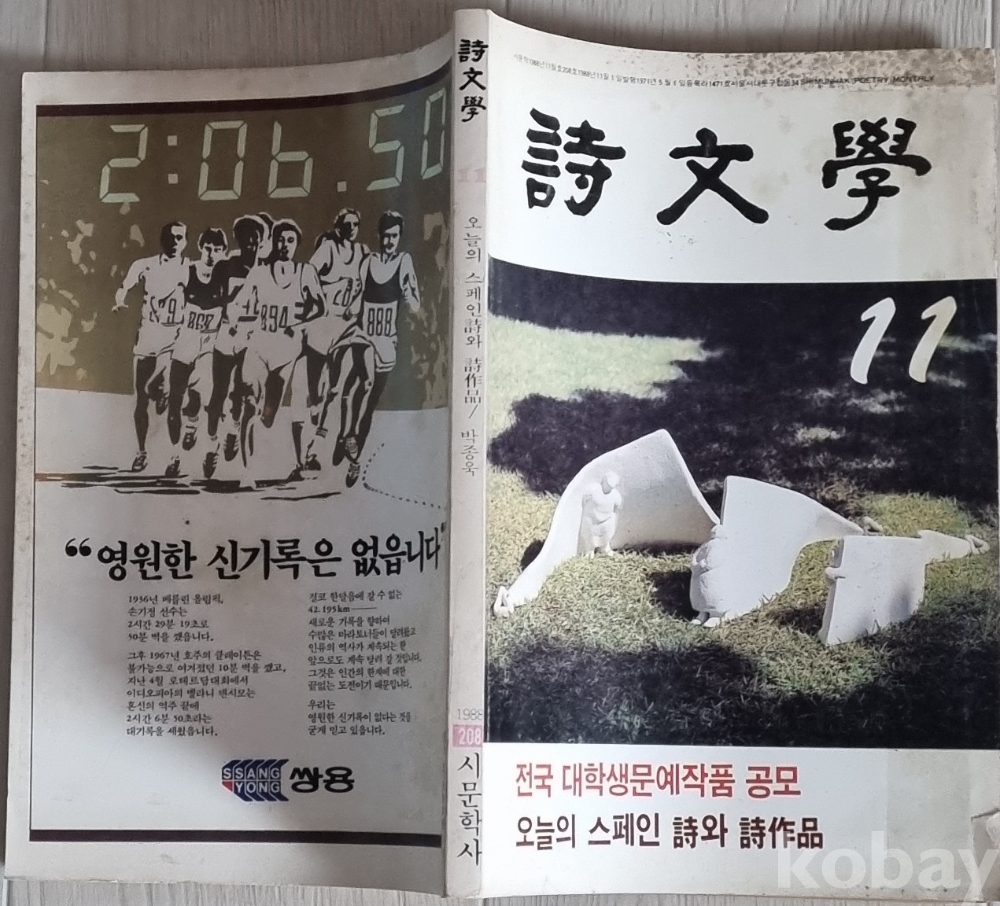 2:06.50
888
894
“영원한 신기록은 없읍니다”
1936년 베를린 올림픽,
손기정 선수는
2시간 29분 19초로
30분 벽을 깼읍니다.
그후 1967년 호주의 클레이튼은
불가능으로 여겨졌던 10분 벽을 깼고,
지난 4월 로테르담대회에서
이디오피아의 벨라니 덴시모는
혼신의 역주 끝에
2시간 6분 50초라는
대기록을 세웠읍니다.
결코 한달음에 갈 수 없는
42.195km
새로운 기록을 향하여
수많은 마라토너들이 달려왔고
인류의 역사가 계속되는 한
앞으로도 계속 달려 갈 것입니다.
그것은 인간의 한계에 대한
끝없는 도전이기 때문입니다.
우리는
영원한 신기록이 없다는 것을
굳게 믿고 있읍니다.
SSANG
YONG
쌍용
詩文學
11
오늘의 스페인詩와 詩作品/ 박종욱
1988
208
시문학사
SHIMUNHAK (POETRY) MONTHLY
詩文學
11
전국 대학생문예작품 공모
오늘의 스페인 詩와 詩作品
kobay